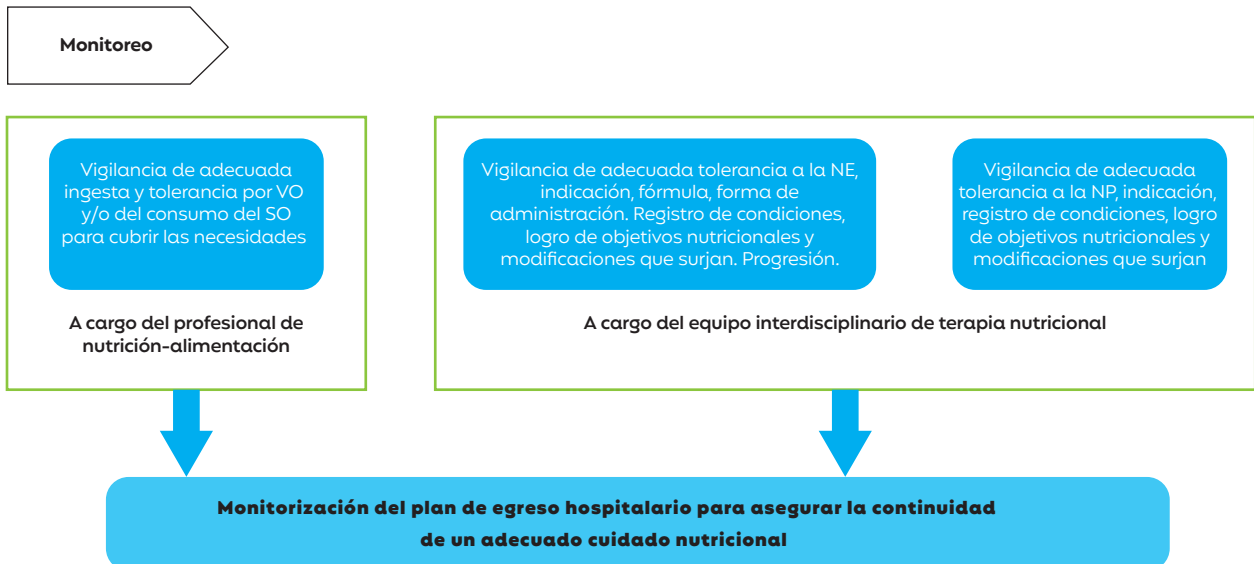 Monitoreo
Vigilancia de adecuada
ingesta y tolerancia por VO
y/o del consumo del SO
para cubrir las necesidades
A cargo del profesional de
nutrición-alimentación
Vigilancia de adecuada tolerancia a la NE,
indicación, fórmula, forma de
administración. Registro de condiciones,
logro de objetivos nutricionales y
modificaciones que surjan. Progresión.
Vigilancia de adecuada
tolerancia a la NP, indicación,
registro de condiciones, logro
de objetivos nutricionales y
modificaciones que surjan
A cargo del equipo interdisciplinario de terapia nutricional
Monitorización del plan de egreso hospitalario para asegurar la continuidad
de un adecuado cuidado nutricional